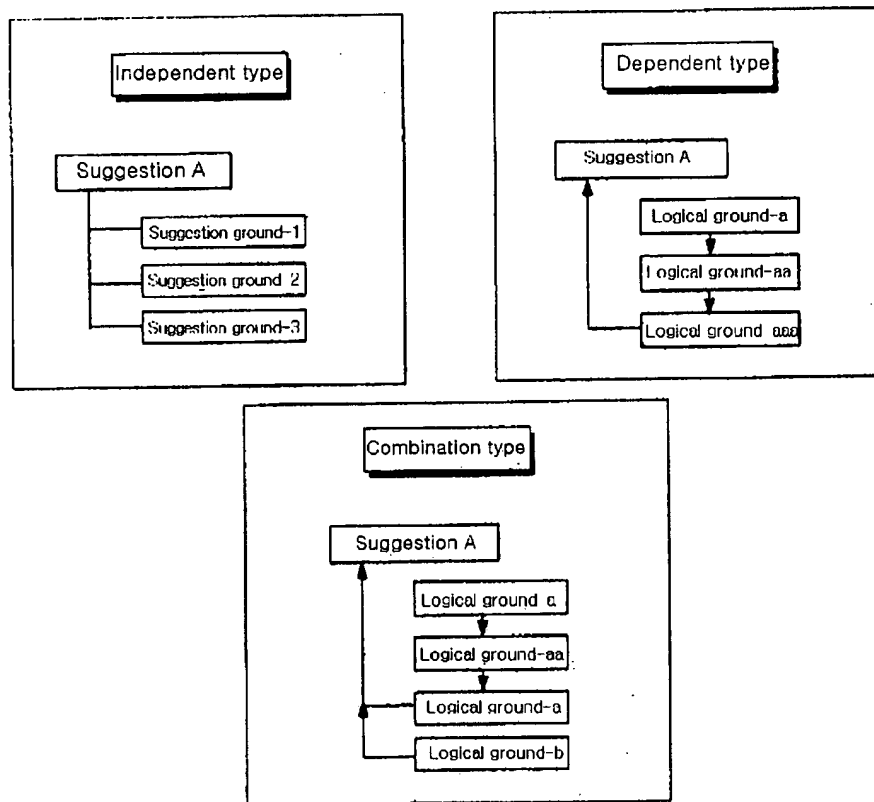 Independent type
Suggestion A
Suggestion ground-1
Suggestion ground 2
Suggestion ground-3
Dependent type
Suggestion A
Logical ground-a
Logical ground-aa
Logical ground aaa
Combination type
Suggestion A
Logical ground a
Logical ground-aa
Logical ground-a
Logical ground-b